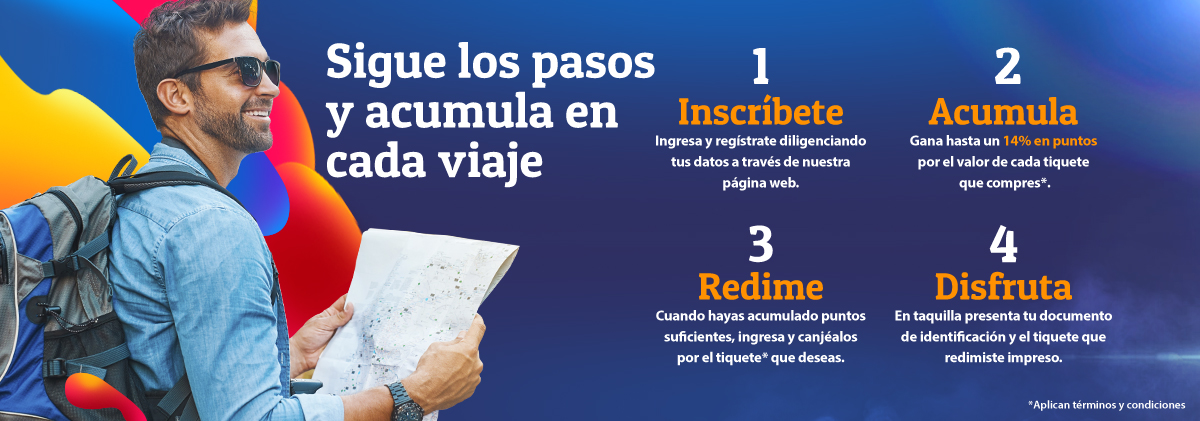 Sigue los pasos
y acumula en
cada viaje
1
Inscríbete
Ingresa y regístrate diligenciando
tus datos a través de nuestra
página web.
2
Acumula
Gana hasta un 14% en puntos
por el valor de cada tiquete
que compres*.
3
Redime
Cuando hayas acumulado puntos
suficientes, ingresa y canjéalos
por el tiquete* que deseas.
4
Disfruta
En taquilla presenta tu documento
de identificación y el tiquete que
redimiste impreso.
*Aplican términos y condiciones